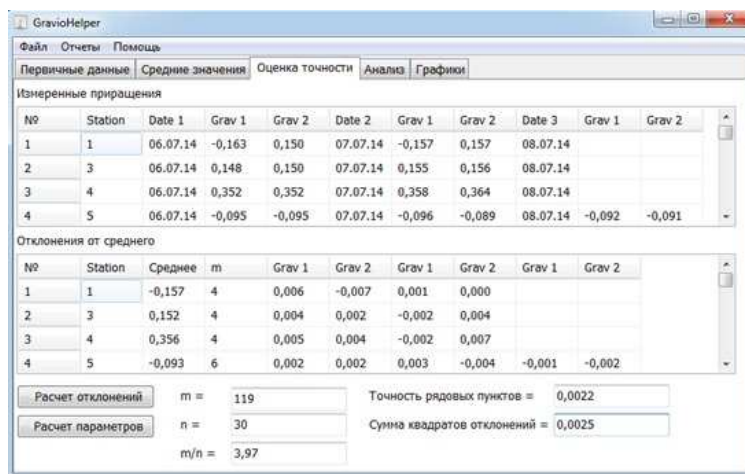 GravioHelper
Файл Отчеты Помощь
Первичные данные Средние значения Оценка точности Анализ Графики
Измеренные приращения
№ Station Date 1 Grav 1 Grav 2 Date 2 Grav 1 Grav 2 Date 3 Grav 1 Grav 2
1 1 06.07.14 -0,163 0,150 07.07.14 -0,157 0,157 08.07.14
2 3 06.07.14 0,148 0,150 07.07.14 0,155 0,156 08.07.14
3 4 06.07.14 0,352 0,352 07.07.14 0,358 0,364 08.07.14
4 5 06.07.14 -0,095 -0,095 07.07.14 -0,096 -0,089 08.07.14 -0,092 -0,091
Отклонения от среднего
№ Station Среднее m Grav 1 Grav 2 Grav 1 Grav 2 Grav 1 Grav 2
1 1 -0,157 4 0,006 -0,007 0,001 0,000
2 3 0,152 4 0,004 0,002 -0,002 0,004
3 4 0,356 4 0,005 0,004 -0,002 0,007
4 5 -0,093 6 0,002 0,002 0,003 -0,004 -0,001 -0,002
Расчет отклонений m = 119 Точность рядовых пунктов = 0,0022
Расчет параметров n = 30 Сумма квадратов отклонений = 0,0025
m/n = 3,97